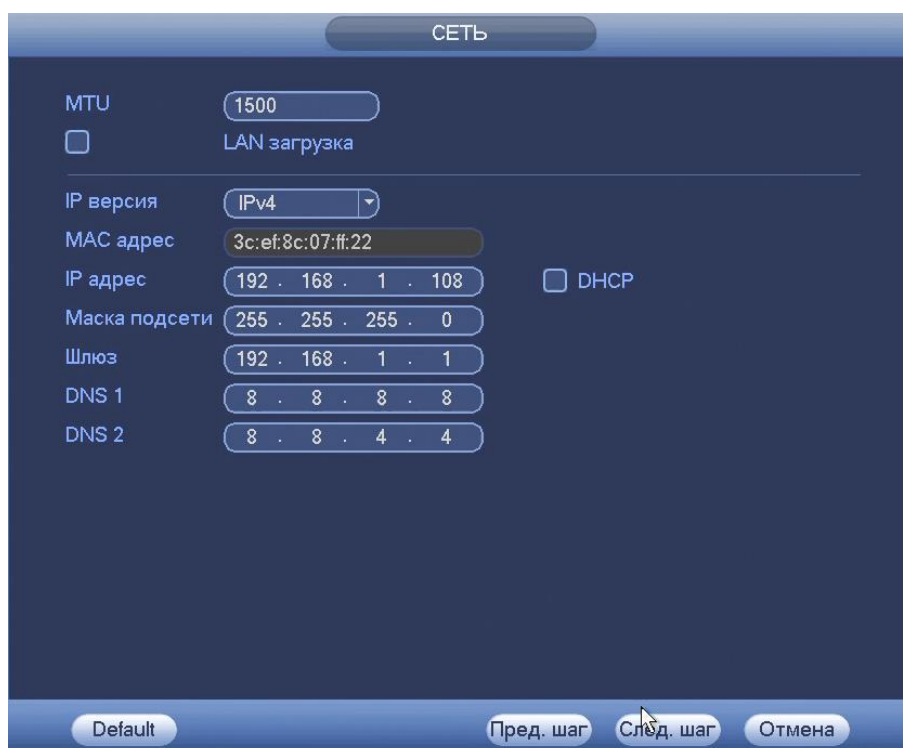 СЕТЬ
MTU 1500
LAN загрузка
IP версия IPv4
MAC адрес 3c:ef:8c:07:ff:22
IP адрес 192 . 168 . 1 . 108 DHCP
Маска подсети 255 . 255 . 255 . 0
Шлюз 192 . 168 . 1 . 1
DNS 1 8 . 8 . 8 . 8
DNS 2 8 . 8 . 4 . 4
Default Пред. шаг След. шаг Отмена